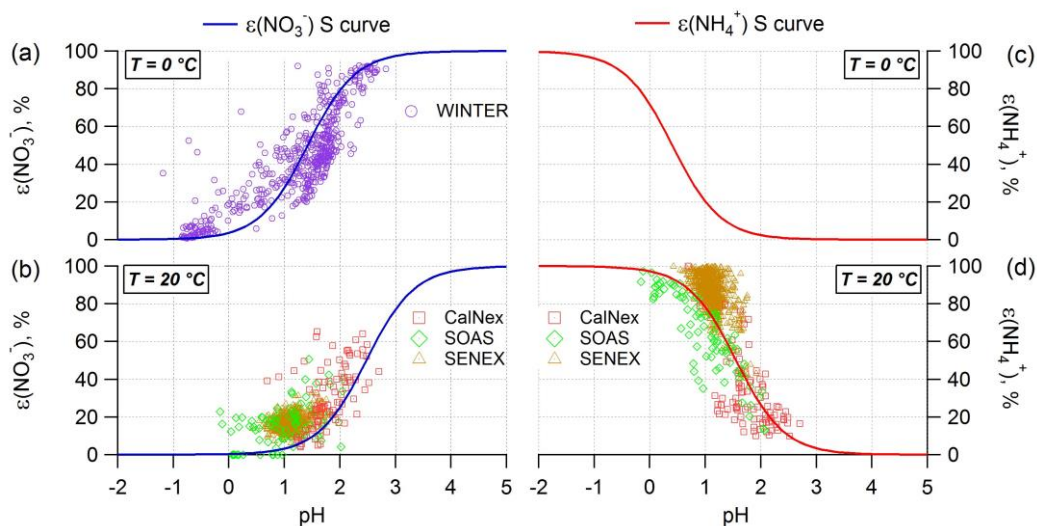 ε(NO₃⁻) S curve
ε(NH₄⁺) S curve
(a)
100
80
60
40
20
0
ε(NO₃⁻), %
T = 0 °C
WINTER
(c)
100
80
60
40
20
0
ε(NH₄⁺), %
T = 0 °C
(b)
100
80
60
40
20
0
ε(NO₃⁻), %
T = 20 °C
CalNex
SOAS
SENEX
-2 -1 0 1 2 3 4 5
pH
(d)
100
80
60
40
20
0
ε(NH₄⁺), %
T = 20 °C
CalNex
SOAS
SENEX
-2 -1 0 1 2 3 4 5
pH